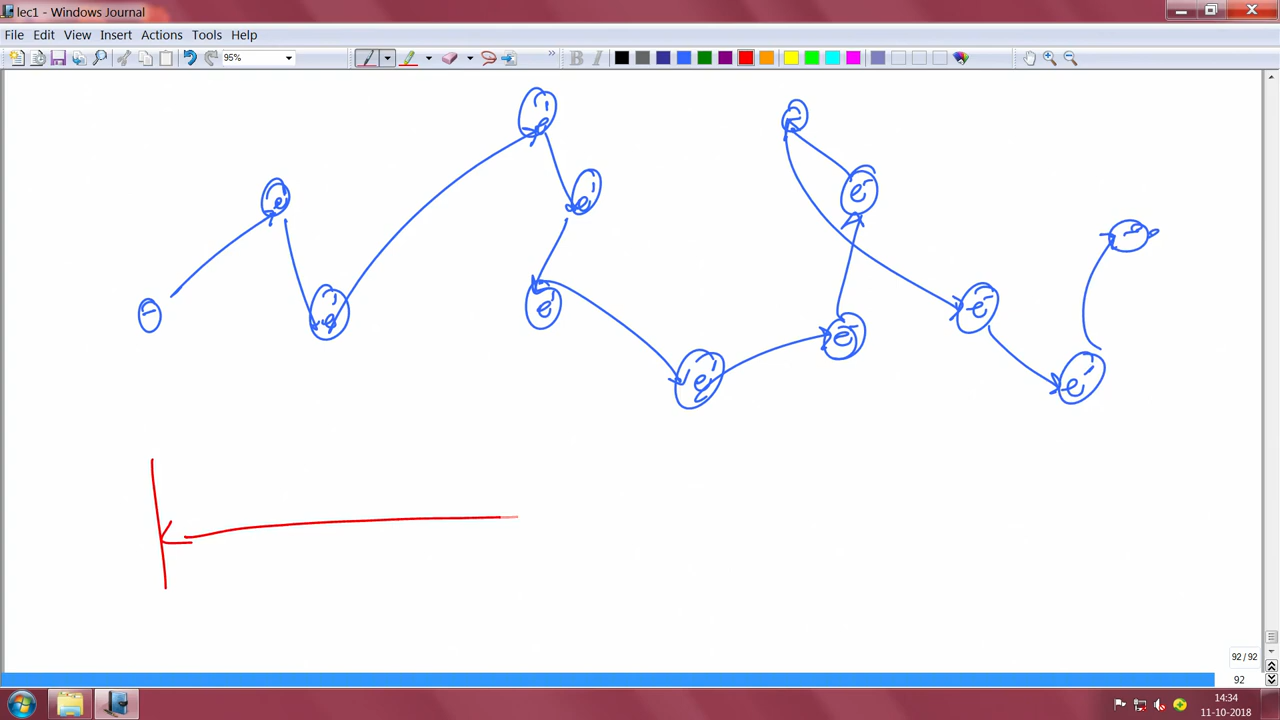 lec1 - Windows Journal
File Edit View Insert Actions Tools Help
95%
B I
e
e
e⁻
e⁻
e
e⁻
e
e⁻
e⁻
e
92 / 92
92
14:34
11-10-2018